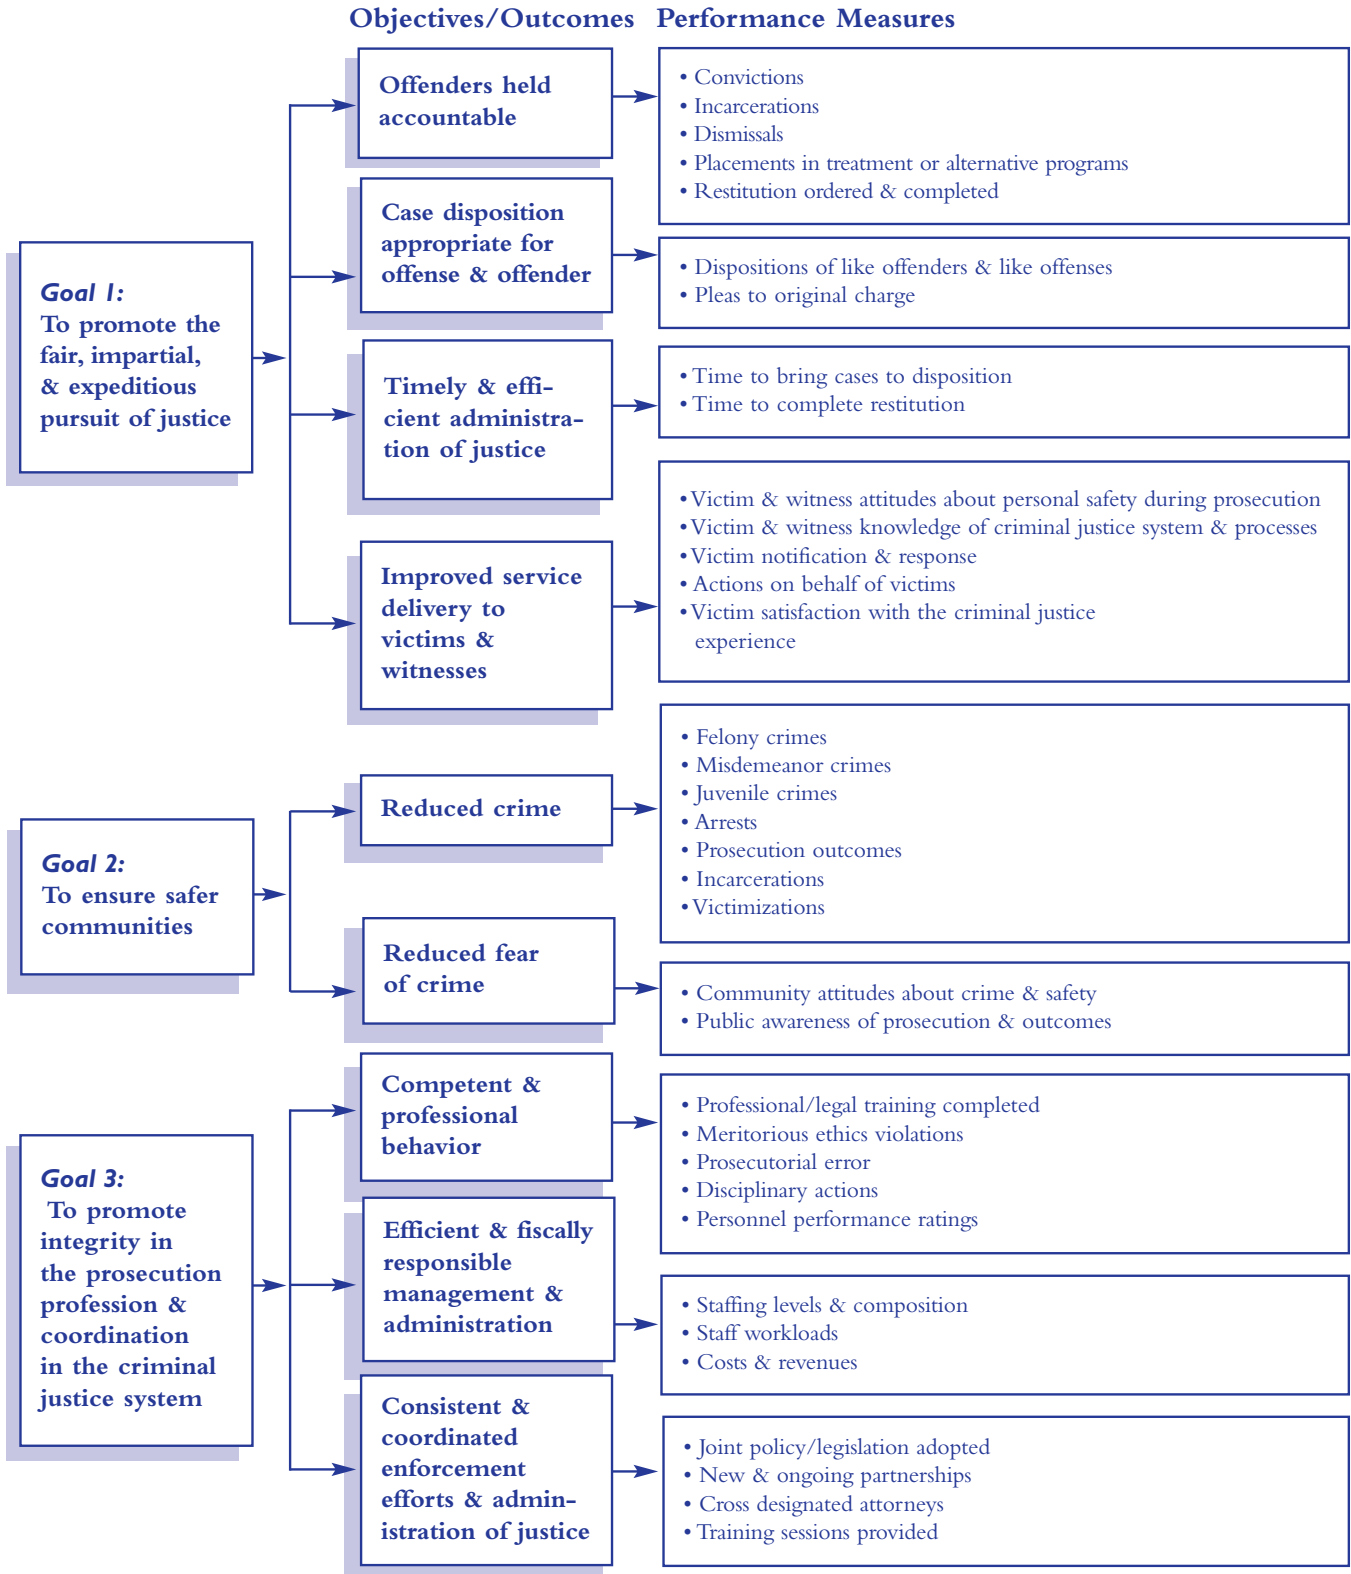 Objectives/Outcomes Performance Measures
Goal 1:
To promote the
fair, impartial,
& expeditious
pursuit of justice
Offenders held
accountable
• Convictions
• Incarcerations
• Dismissals
• Placements in treatment or alternative programs
• Restitution ordered & completed
Case disposition
appropriate for
offense & offender
• Dispositions of like offenders & like offenses
• Pleas to original charge
Timely & effi-
cient administra-
tion of justice
• Time to bring cases to disposition
• Time to complete restitution
Improved service
delivery to
victims &
witnesses
• Victim & witness attitudes about personal safety during prosecution
• Victim & witness knowledge of criminal justice system & processes
• Victim notification & response
• Actions on behalf of victims
• Victim satisfaction with the criminal justice
experience
Goal 2:
To ensure safer
communities
Reduced crime
• Felony crimes
• Misdemeanor crimes
• Juvenile crimes
• Arrests
• Prosecution outcomes
• Incarcerations
• Victimizations
Reduced fear
of crime
• Community attitudes about crime & safety
• Public awareness of prosecution & outcomes
Goal 3:
To promote
integrity in
the prosecution
profession &
coordination
in the criminal
justice system
Competent &
professional
behavior
• Professional/legal training completed
• Meritorious ethics violations
• Prosecutorial error
• Disciplinary actions
• Personnel performance ratings
Efficient & fiscally
responsible
management &
administration
• Staffing levels & composition
• Staff workloads
• Costs & revenues
Consistent &
coordinated
enforcement
efforts & admin-
istration of justice
• Joint policy/legislation adopted
• New & ongoing partnerships
• Cross designated attorneys
• Training sessions provided